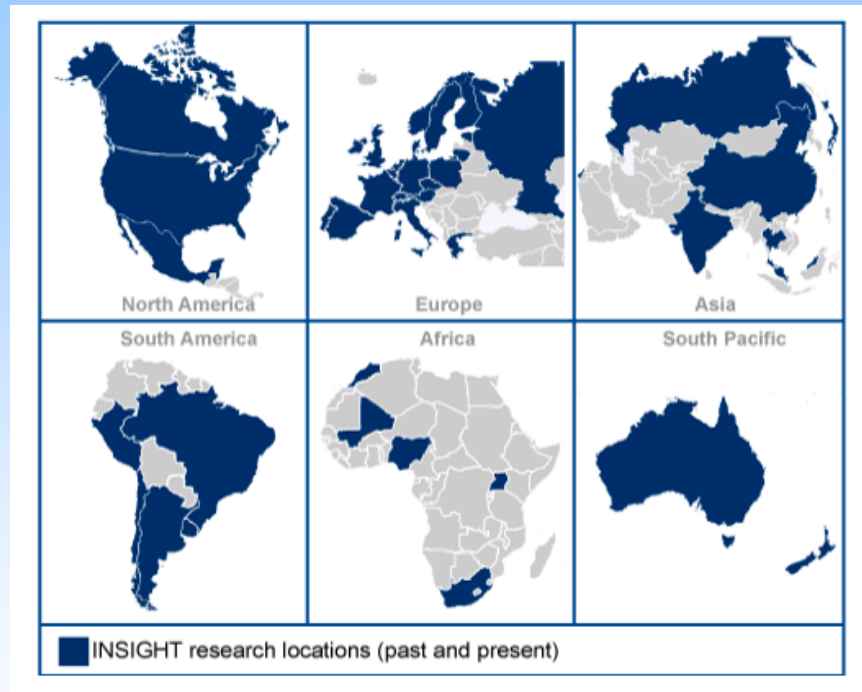 North America
Europe
Asia
South America
Africa
South Pacific
INSIGHT research locations (past and present)